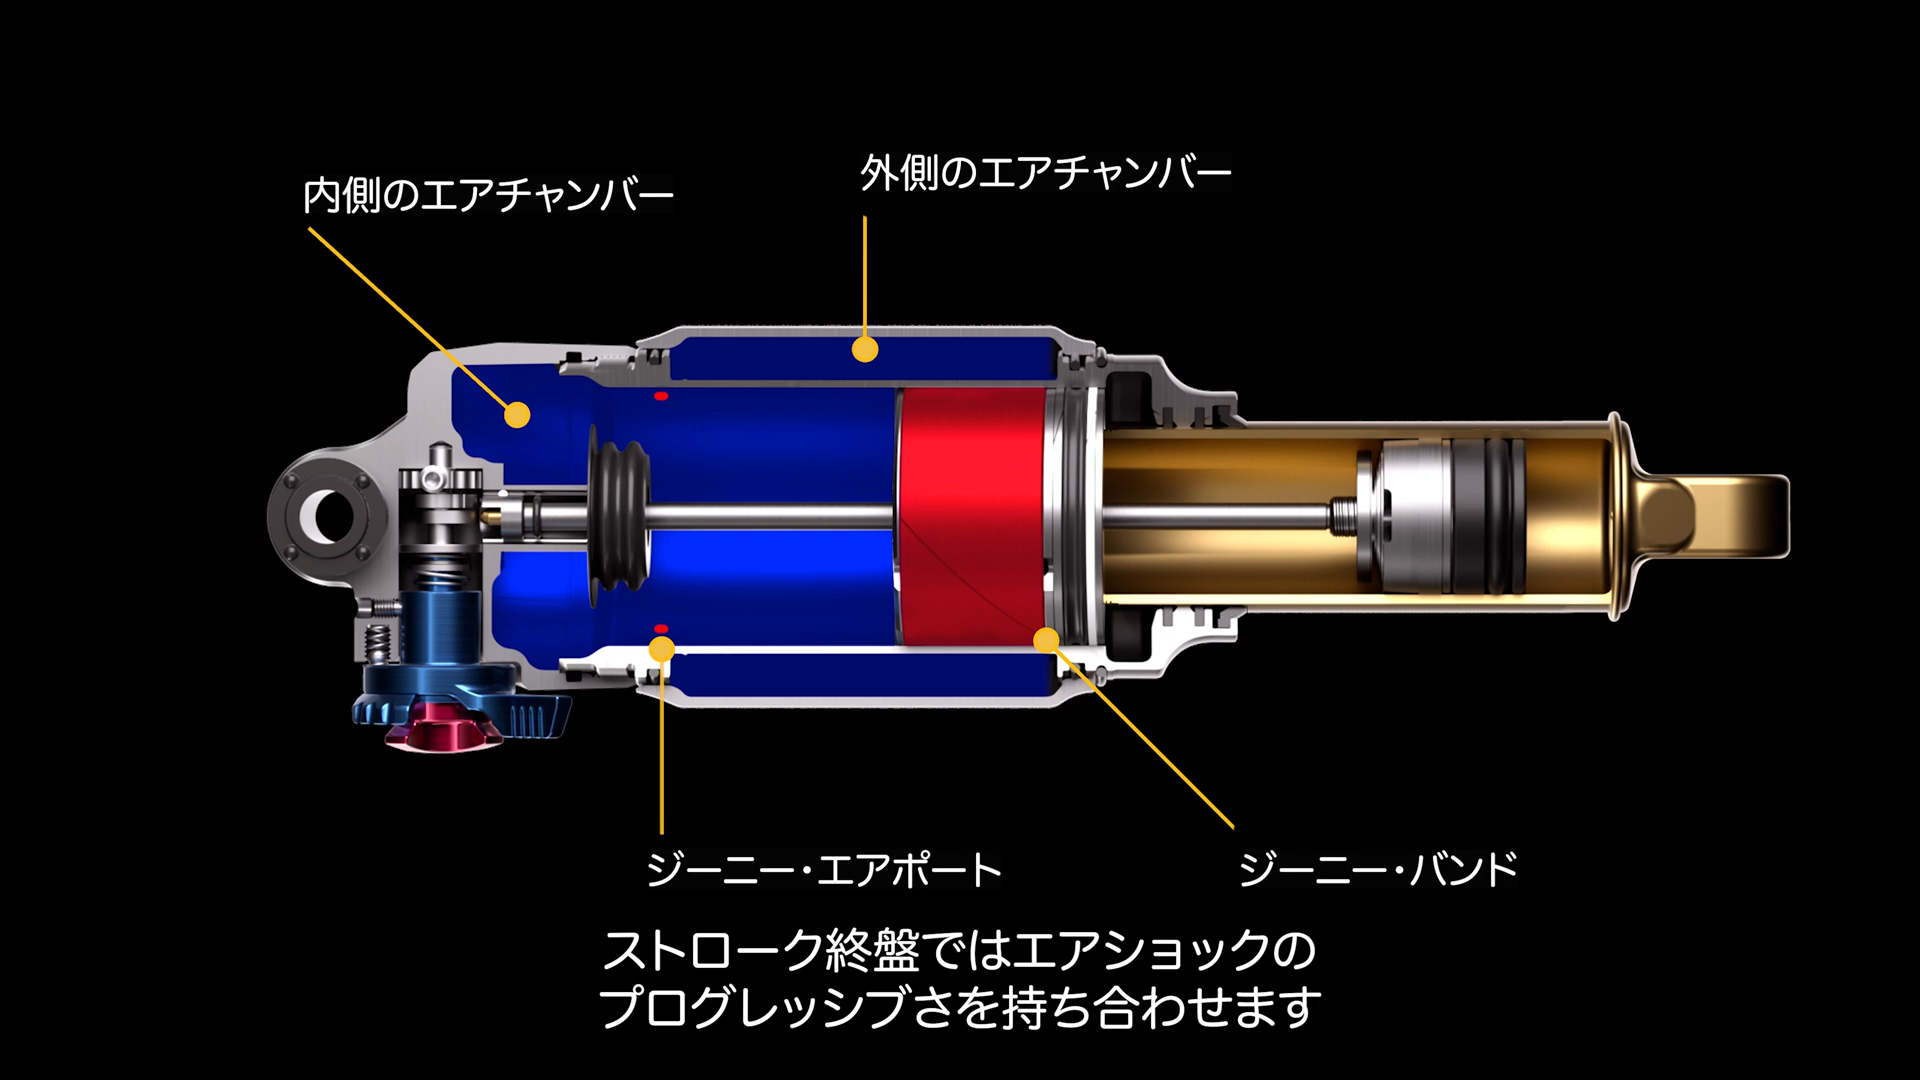 内側のエアチャンバー
外側のエアチャンバー
ジーニー・エアポート
ジーニー・バンド
ストローク終盤ではエアショックの
プログレッシブさを持ち合わせます